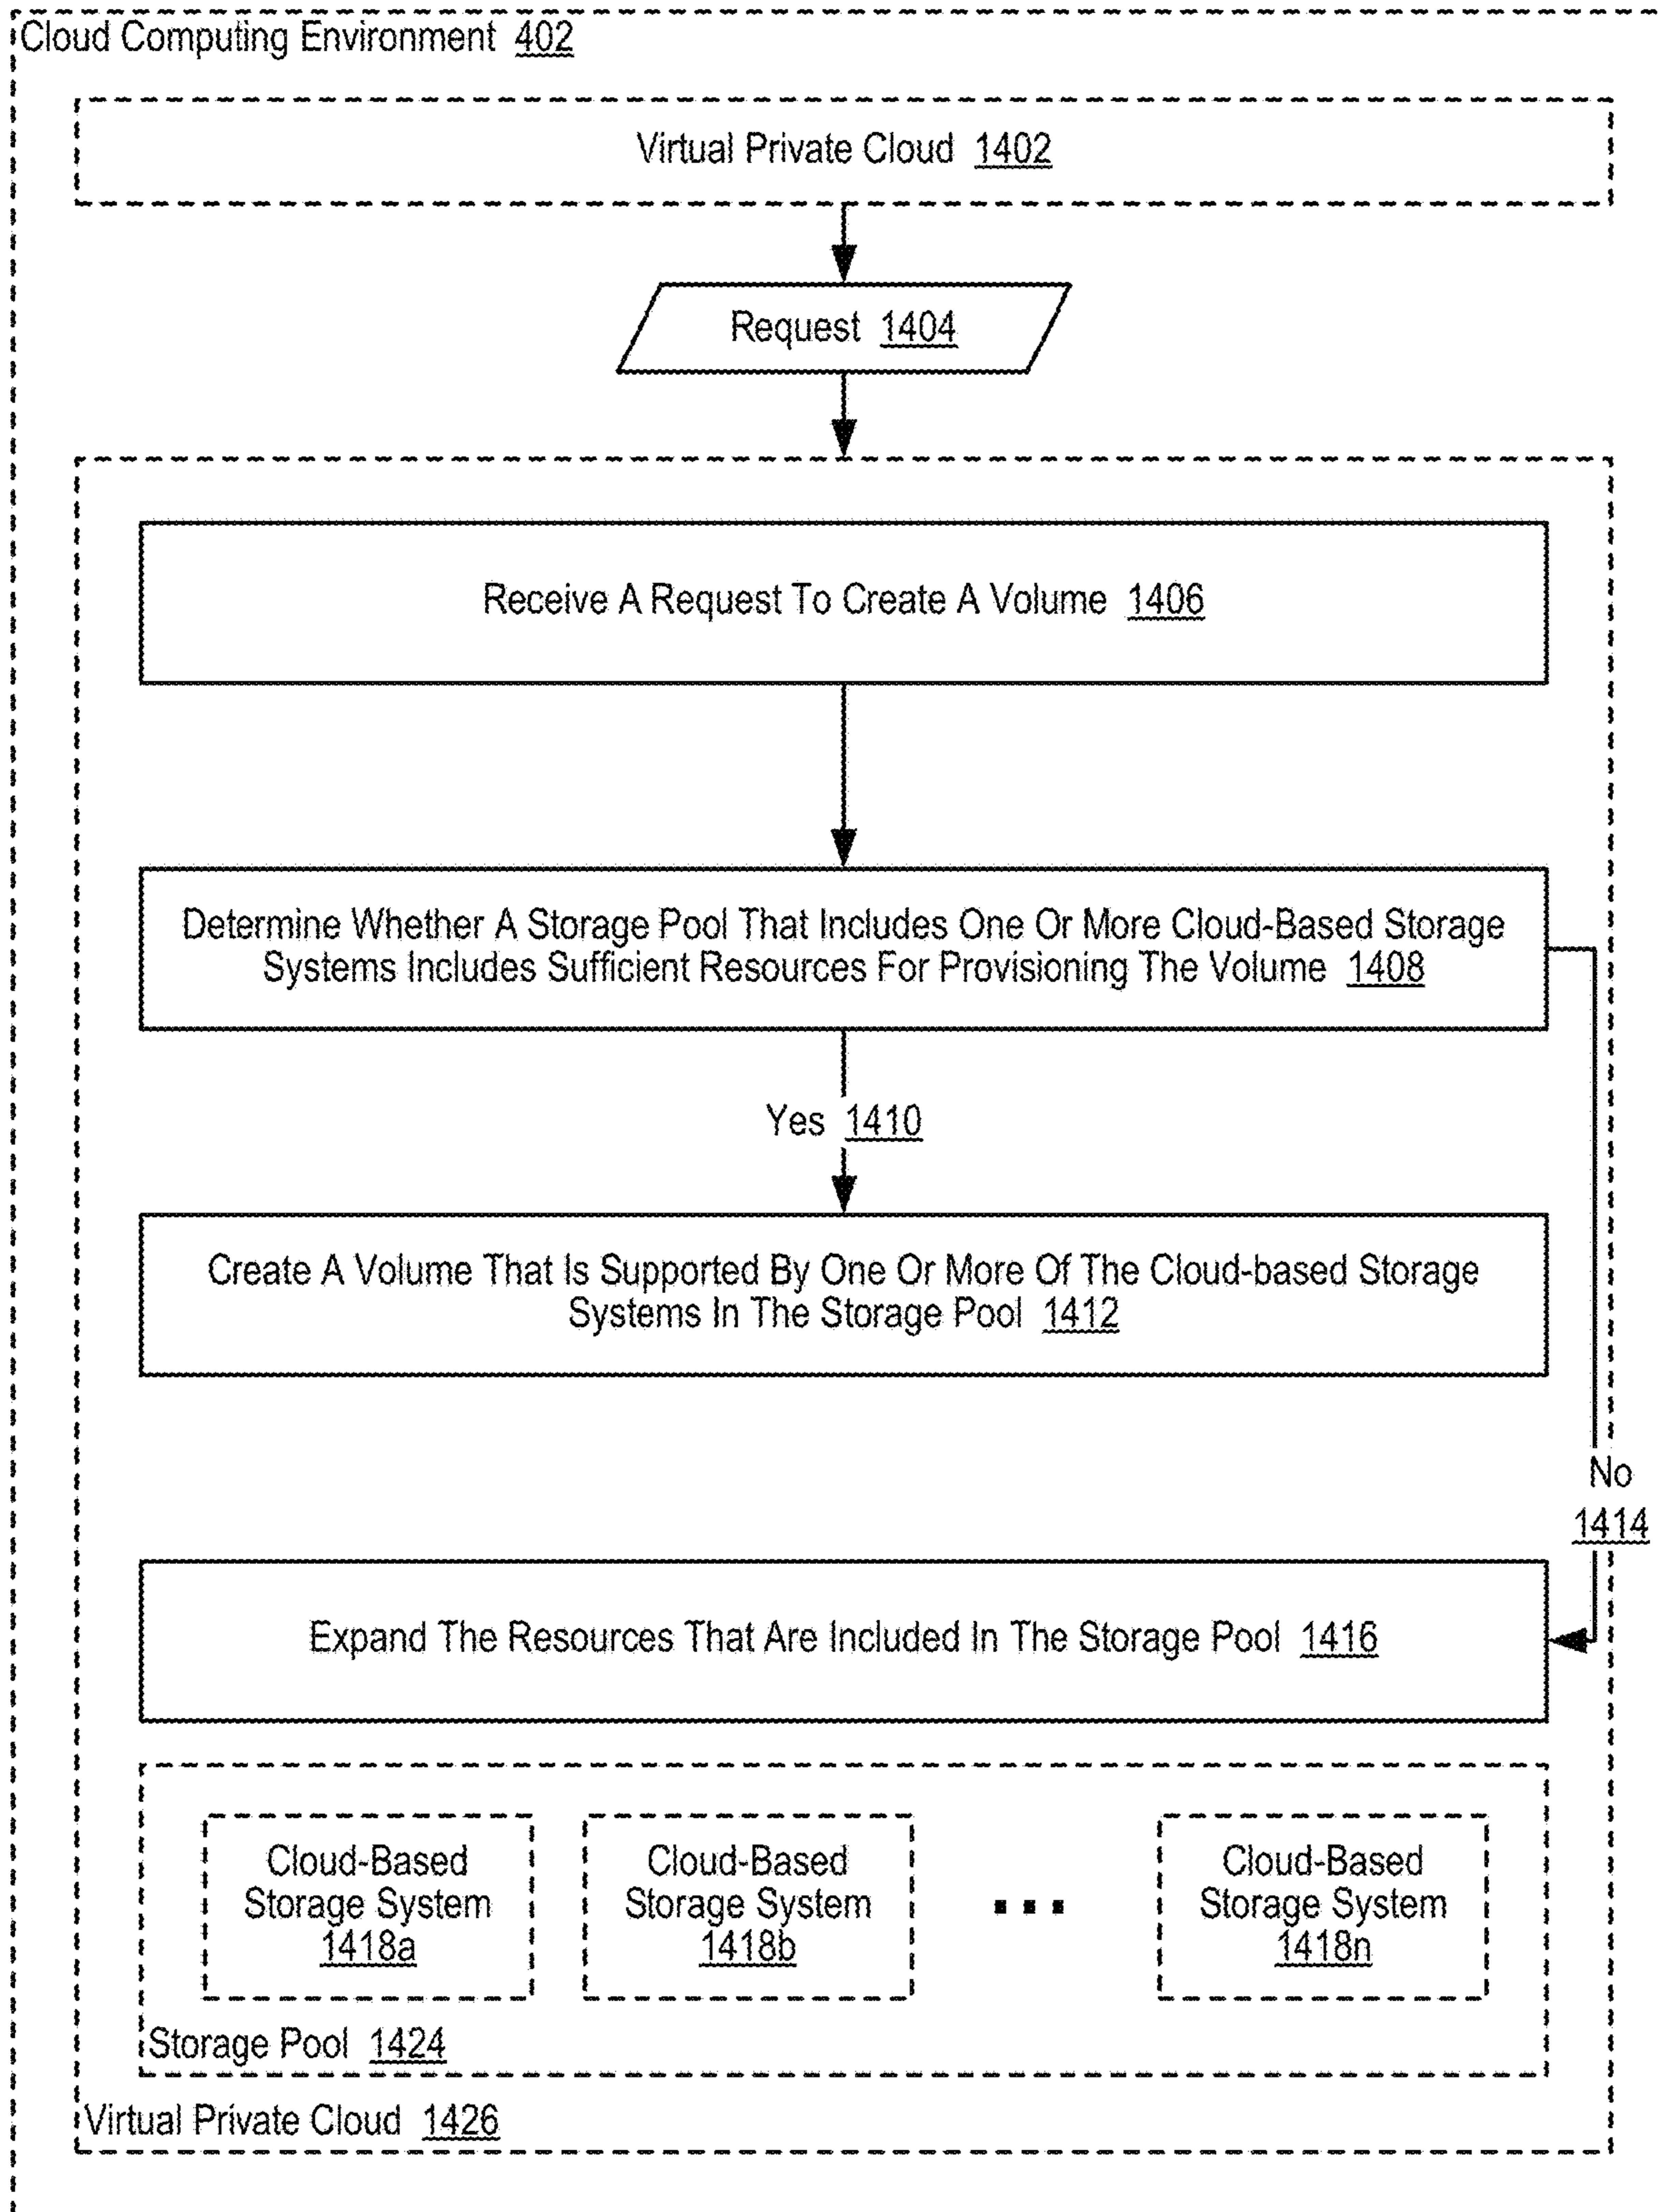 Cloud Computing Environment 402
Virtual Private Cloud 1402
Request 1404
Receive A Request To Create A Volume 1406
Determine Whether A Storage Pool That Includes One Or More Cloud-Based Storage
Systems Includes Sufficient Resources For Provisioning The Volume 1408
Yes 1410
Create A Volume That Is Supported By One Or More Of The Cloud-based Storage
Systems In The Storage Pool 1412
No
1414
Expand The Resources That Are Included In The Storage Pool 1416
Cloud-Based
Storage System
1418a
Cloud-Based
Storage System
1418b
Cloud-Based
Storage System
1418n
Storage Pool 1424
Virtual Private Cloud 1426